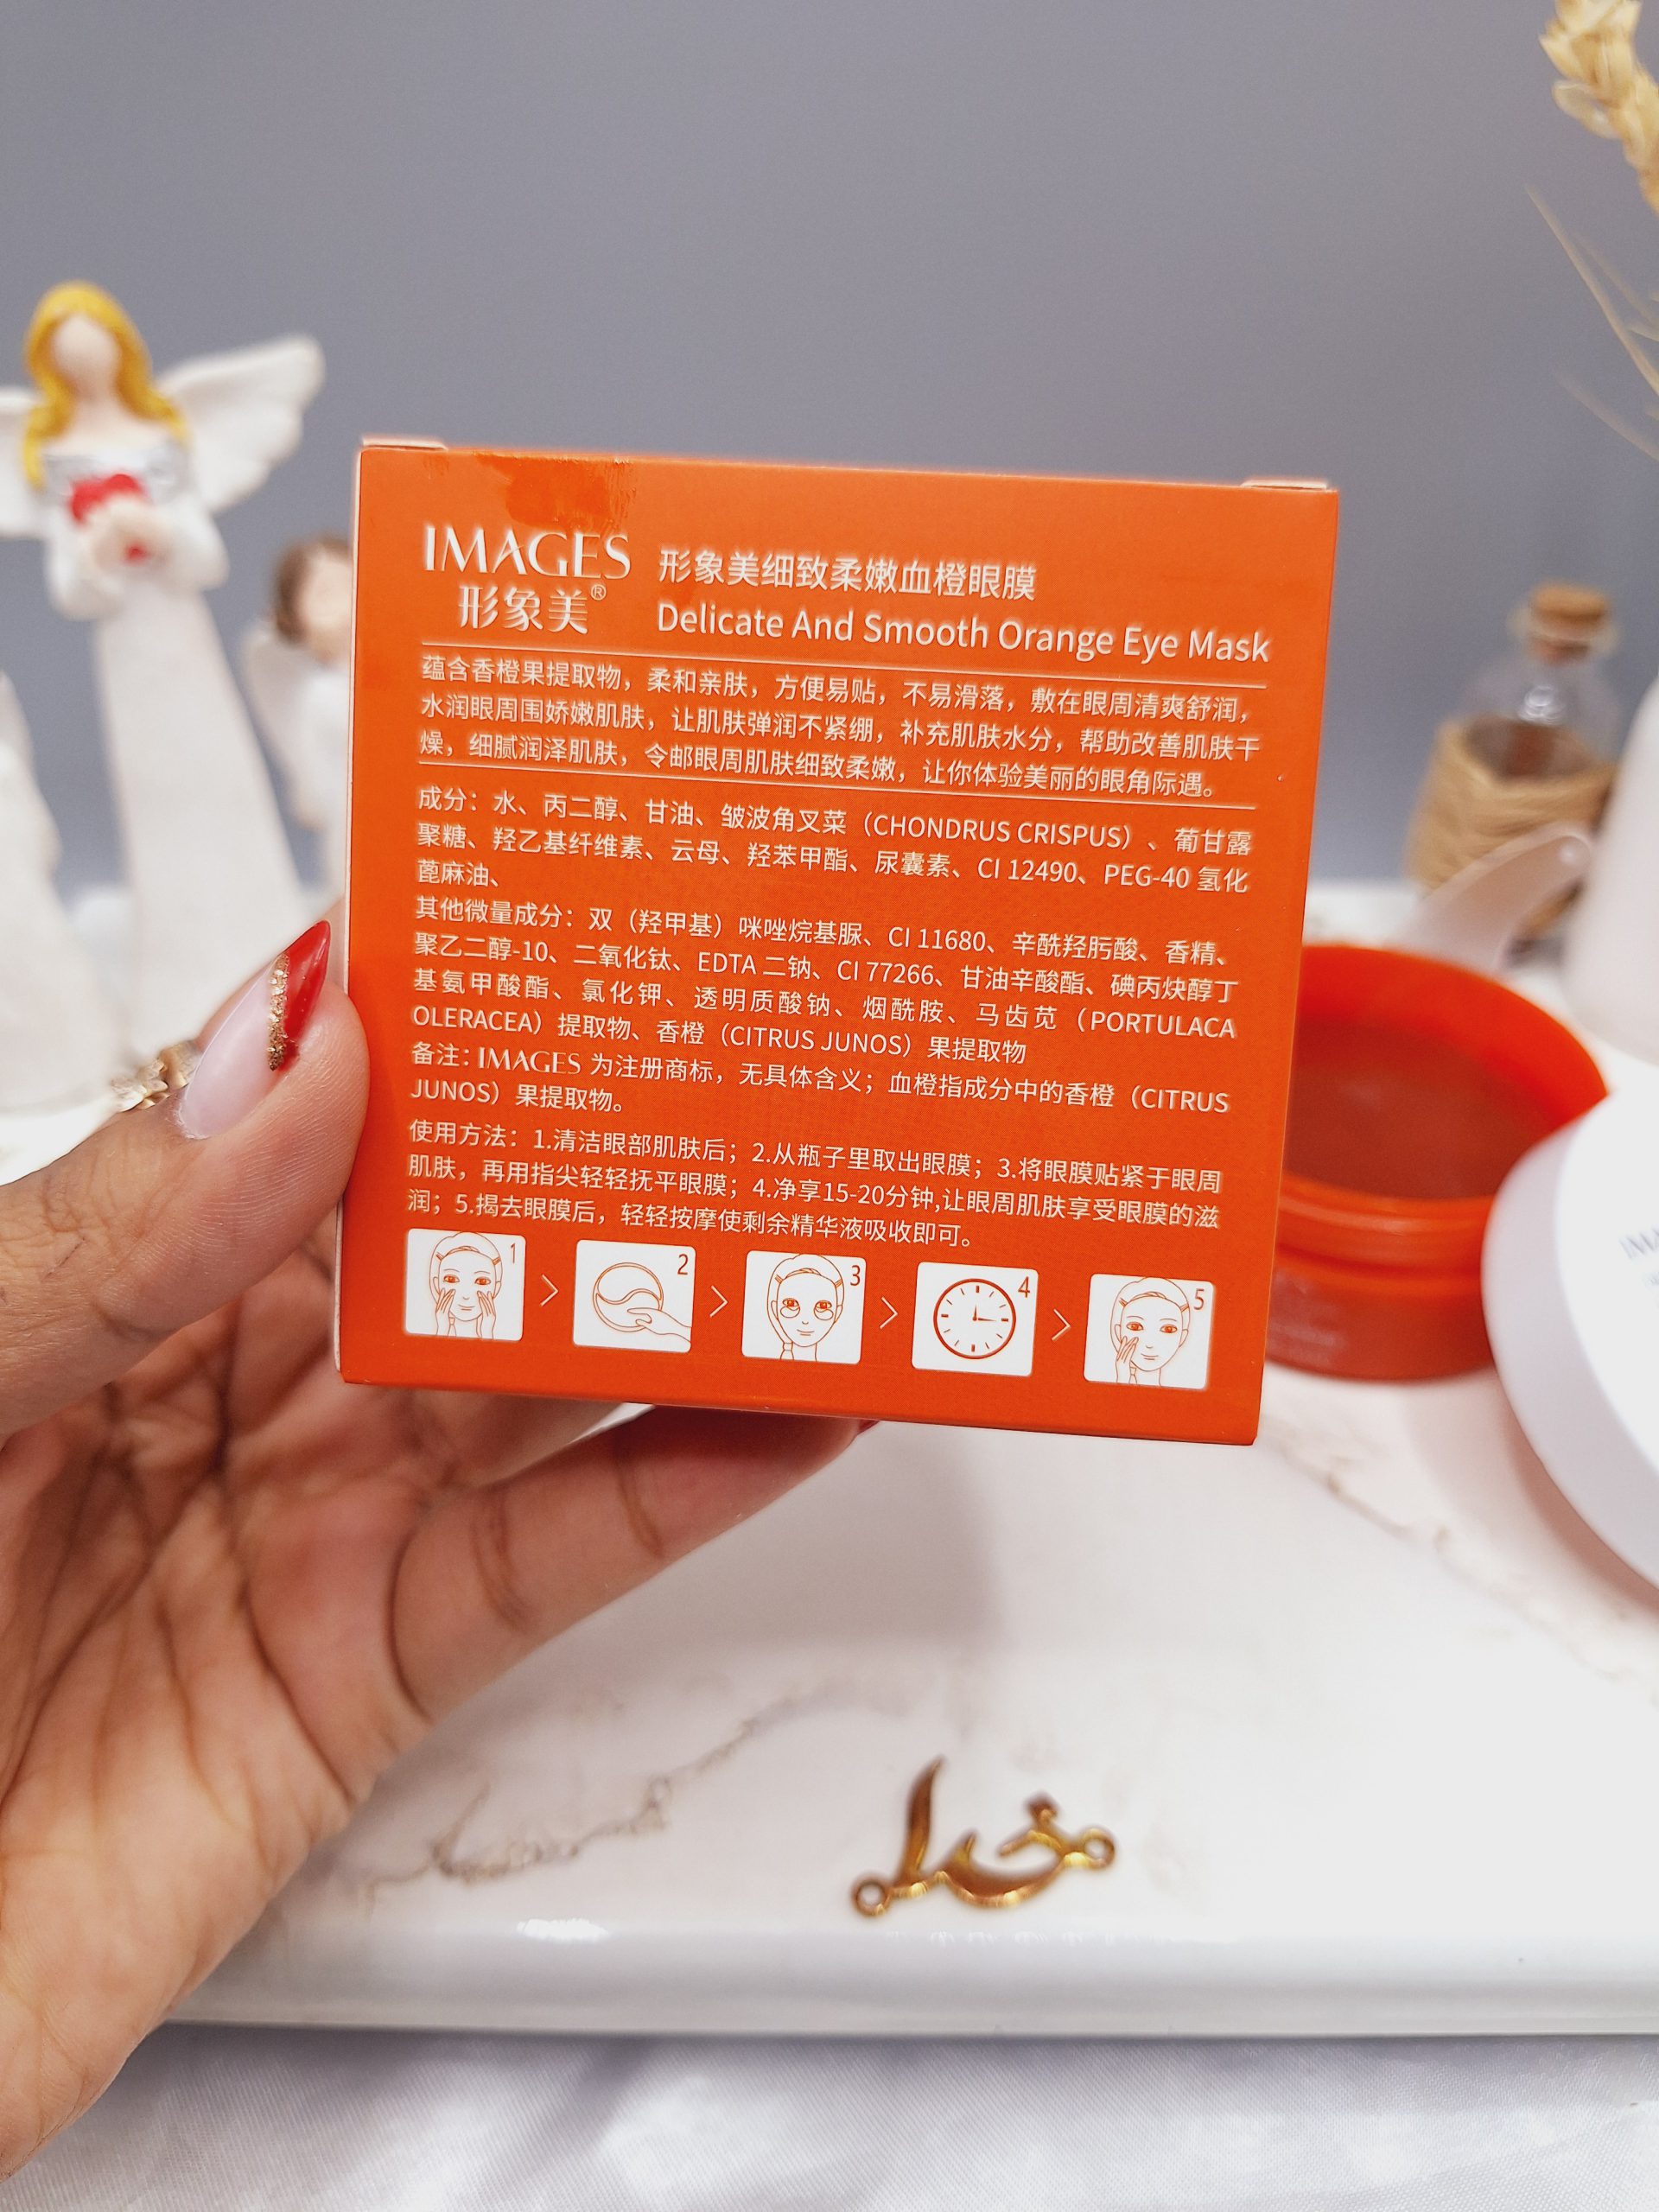 IMAGES
形象美®
形象美细致柔嫩血橙眼膜
Delicate And Smooth Orange Eye Mask
蕴含香橙果提取物，柔和亲肤，方便易贴，不易滑落，敷在眼周清爽舒润，
水润眼周围娇嫩肌肤，让肌肤弹润不紧绷，补充肌肤水分，帮助改善肌肤干
燥，细腻润泽肌肤，令邮眼周肌肤细致柔嫩，让你体验美丽的眼角际遇。
成分：水、丙二醇、甘油、皱波角叉菜（CHONDRUS CRISPUS）、葡甘露
聚糖、羟乙基纤维素、云母、羟苯甲酯、尿囊素、CI 12490、PEG-40 氢化
蓖麻油、
其他微量成分：双（羟甲基）咪唑烷基脲、CI 11680、辛酰羟肟酸、香精、
聚乙二醇-10、二氧化钛、EDTA 二钠、CI 77266、甘油辛酸酯、碘丙炔醇丁
基氨甲酸酯、氯化钾、透明质酸钠、烟酰胺、马齿苋（PORTULACA
OLERACEA）提取物、香橙（CITRUS JUNOS）果提取物
备注：IMAGES 为注册商标，无具体含义；血橙指成分中的香橙（CITRUS
JUNOS）果提取物。
使用方法：1.清洁眼部肌肤后；2.从瓶子里取出眼膜；3.将眼膜贴紧于眼周
肌肤，再用指尖轻轻抚平眼膜；4.净享15-20分钟,让眼周肌肤享受眼膜的滋
润；5.揭去眼膜后，轻轻按摩使剩余精华液吸收即可。
1 > 2 > 3 > 4 > 5